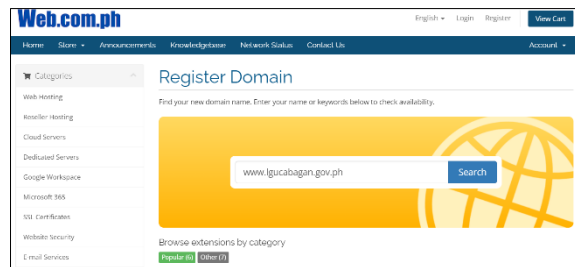 Web.com.ph
English Login Register View Cart
Home Store Announcements Knowledgebase Network Status Contact Us Account
Categories
Register Domain
Web Hosting
Find your new domain name. Enter your name or keywords below to check availability.
Reseller Hosting
Cloud Servers
Dedicated Servers
Google Workspace
www.lgucabagan.gov.ph Search
Microsoft 365
SSL Certificates
Website Security
Browse extensions by category
E-mail Services
Popular (6) Other (7)